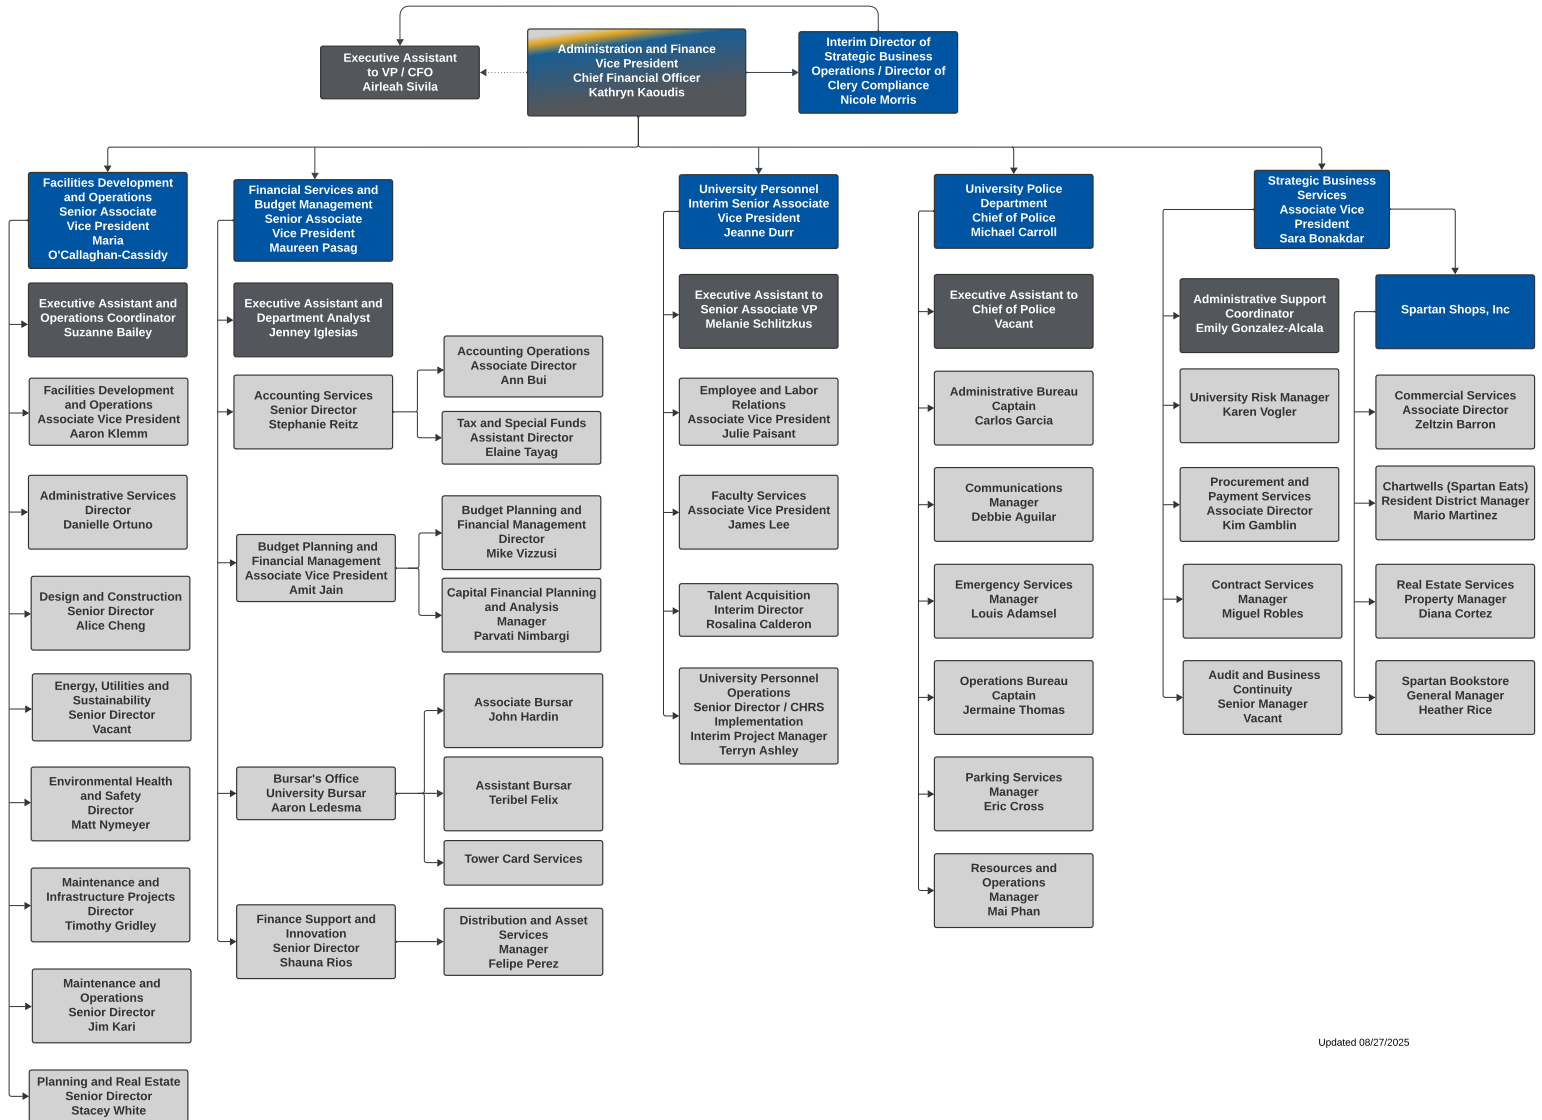 Executive Assistant
to VP / CFO
Airleah Sivila
Administration and Finance
Vice President
Chief Financial Officer
Kathryn Kaoudis
Interim Director of
Strategic Business
Operations / Director of
Clery Compliance
Nicole Morris
Facilities Development
and Operations
Senior Associate
Vice President
Maria
O'Callaghan-Cassidy
Executive Assistant and
Operations Coordinator
Suzanne Bailey
Facilities Development
and Operations
Associate Vice President
Aaron Klemm
Administrative Services
Director
Danielle Ortuno
Design and Construction
Senior Director
Alice Cheng
Energy, Utilities and
Sustainability
Senior Director
Vacant
Environmental Health
and Safety
Director
Matt Nymeyer
Maintenance and
Infrastructure Projects
Director
Timothy Gridley
Maintenance and
Operations
Senior Director
Jim Kari
Planning and Real Estate
Senior Director
Stacey White
Financial Services and
Budget Management
Senior Associate
Vice President
Maureen Pasag
Executive Assistant and
Department Analyst
Jenney Iglesias
Accounting Services
Senior Director
Stephanie Reitz
Accounting Operations
Associate Director
Ann Bui
Tax and Special Funds
Assistant Director
Elaine Tayag
Budget Planning and
Financial Management
Associate Vice President
Amit Jain
Budget Planning and
Financial Management
Director
Mike Vizzusi
Capital Financial Planning
and Analysis
Manager
Parvati Nimbargi
Bursar's Office
University Bursar
Aaron Ledesma
Associate Bursar
John Hardin
Assistant Bursar
Teribel Felix
Tower Card Services
Finance Support and
Innovation
Senior Director
Shauna Rios
Distribution and Asset
Services
Manager
Felipe Perez
University Personnel
Interim Senior Associate
Vice President
Jeanne Durr
Executive Assistant to
Senior Associate VP
Melanie Schlitzkus
Employee and Labor
Relations
Associate Vice President
Julie Paisant
Faculty Services
Associate Vice President
James Lee
Talent Acquisition
Interim Director
Rosalina Calderon
University Personnel
Operations
Senior Director / CHRS
Implementation
Interim Project Manager
Terryn Ashley
University Police
Department
Chief of Police
Michael Carroll
Executive Assistant to
Chief of Police
Vacant
Administrative Bureau
Captain
Carlos Garcia
Communications
Manager
Debbie Aguilar
Emergency Services
Manager
Louis Adamsel
Operations Bureau
Captain
Jermaine Thomas
Parking Services
Manager
Eric Cross
Resources and
Operations
Manager
Mai Phan
Strategic Business
Services
Associate Vice
President
Sara Bonakdar
Administrative Support
Coordinator
Emily Gonzalez-Alcala
University Risk Manager
Karen Vogler
Procurement and
Payment Services
Associate Director
Kim Gamblin
Contract Services
Manager
Miguel Robles
Audit and Business
Continuity
Senior Manager
Vacant
Spartan Shops, Inc
Commercial Services
Associate Director
Zeltzin Barron
Chartwells (Spartan Eats)
Resident District Manager
Mario Martinez
Real Estate Services
Property Manager
Diana Cortez
Spartan Bookstore
General Manager
Heather Rice
Updated 08/27/2025